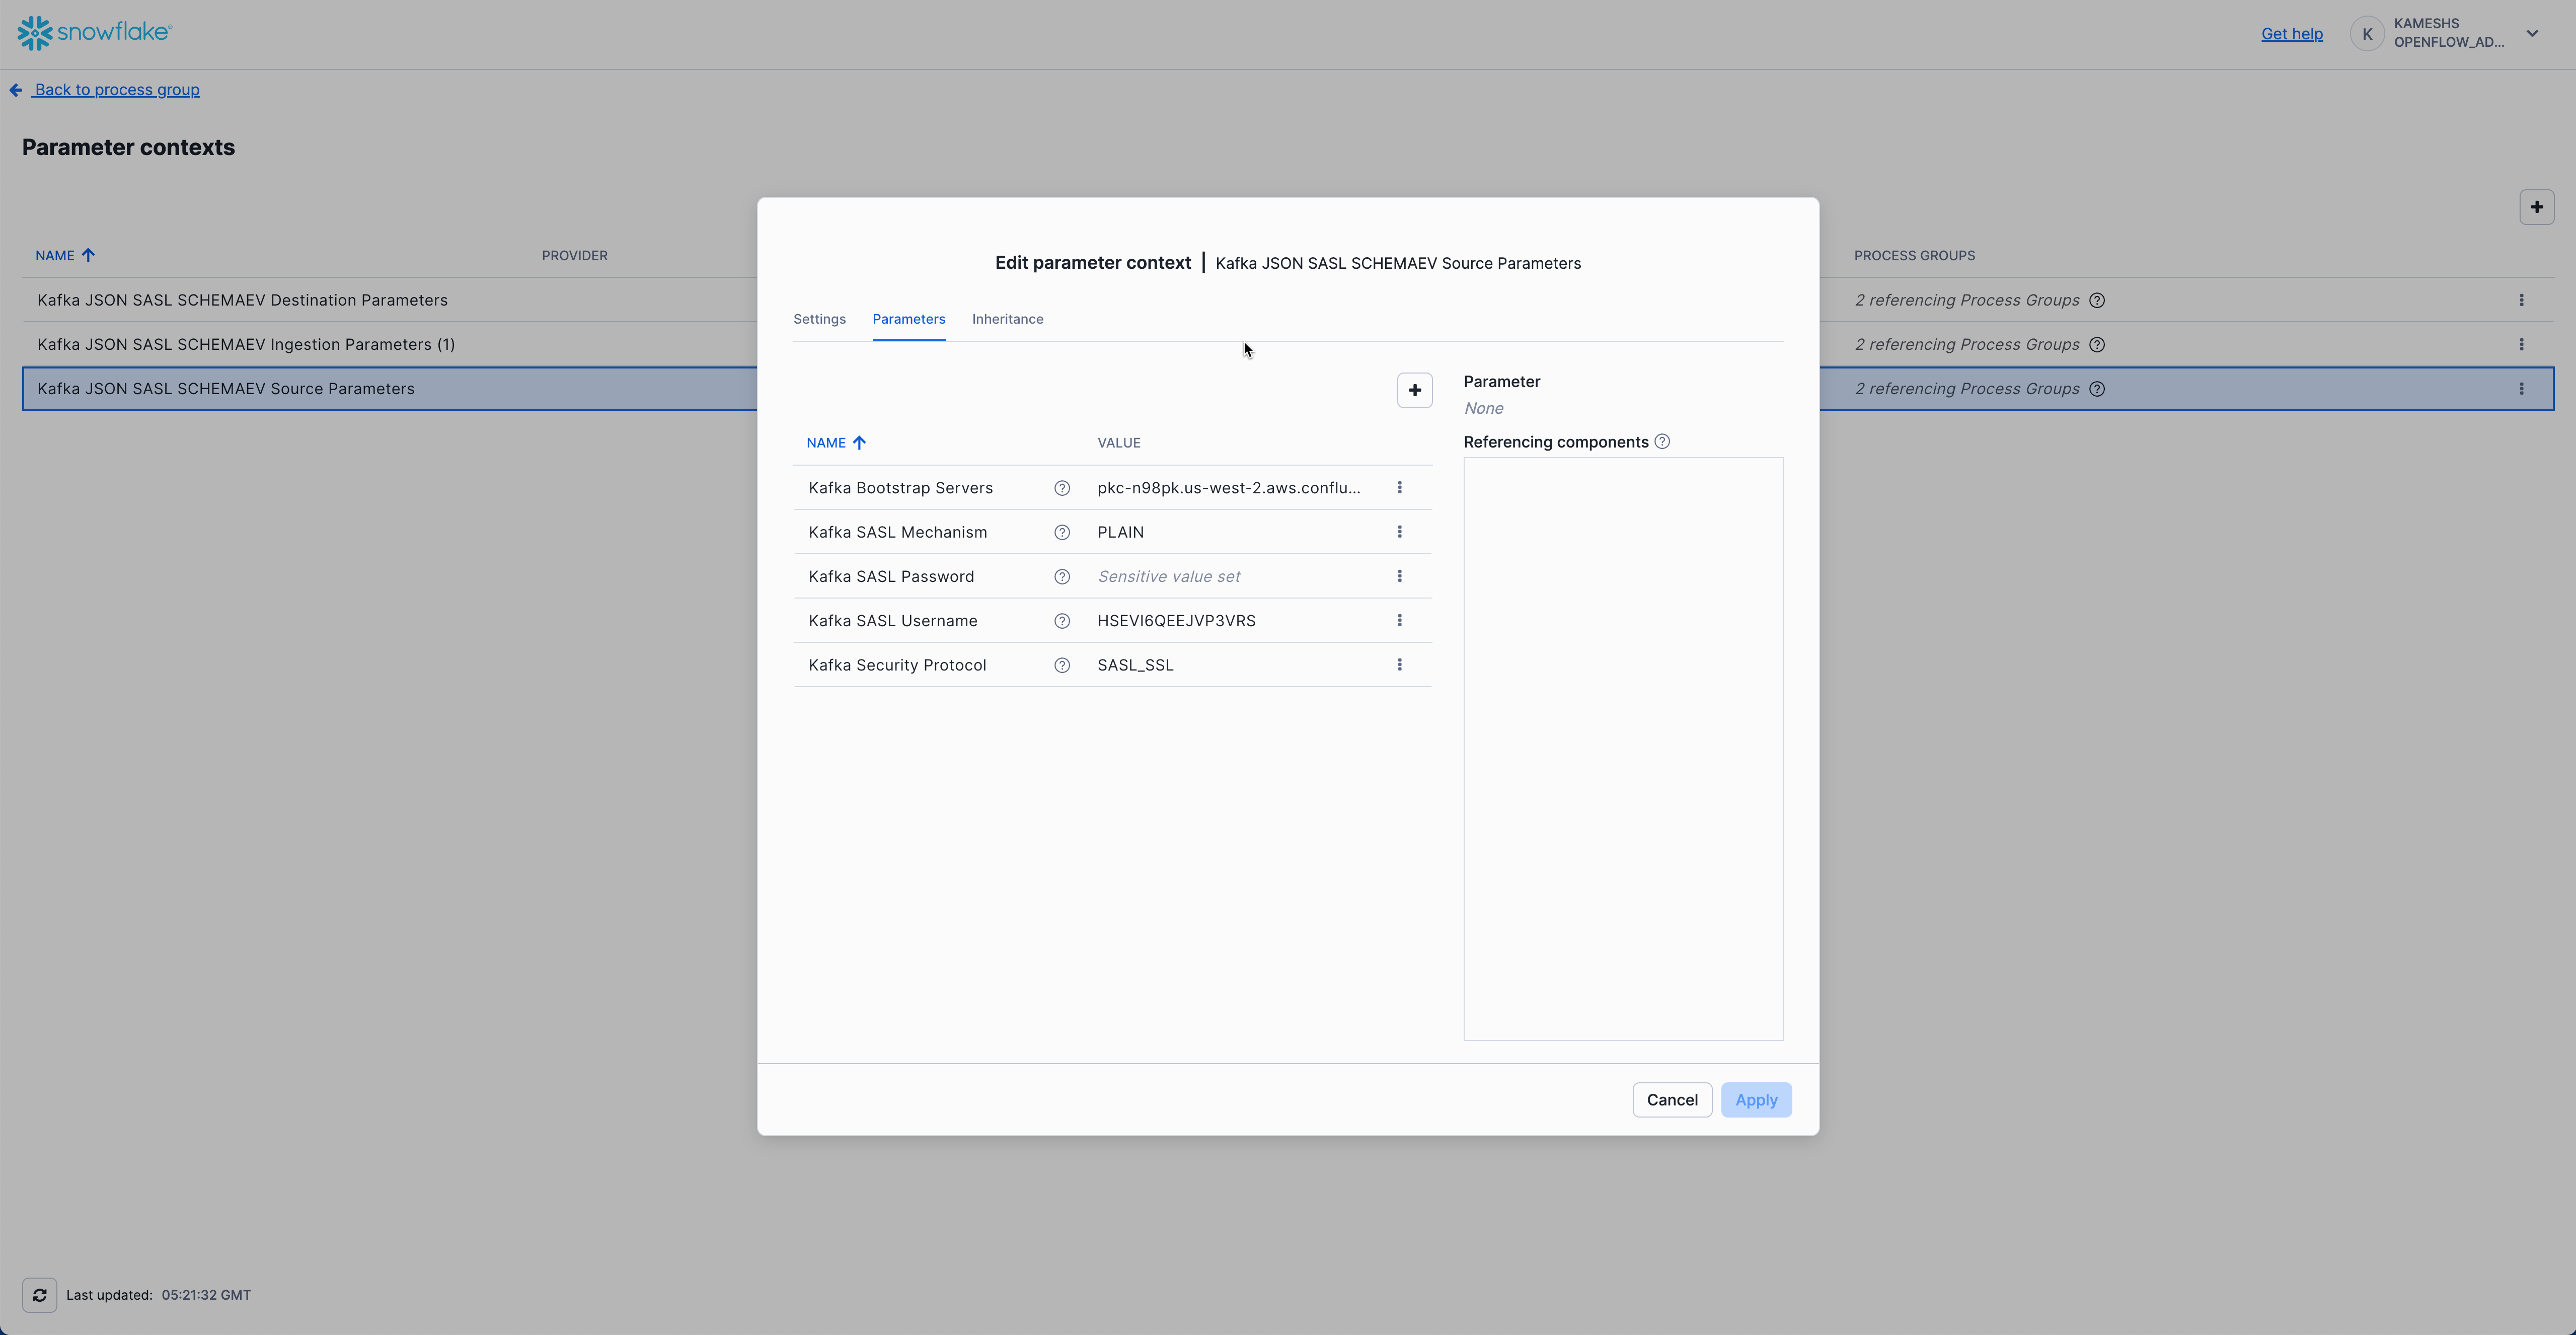 snowflake®
Get help
K
KAMESHS
OPENFLOW_AD...
Back to process group
Parameter contexts
NAME PROVIDER PROCESS GROUPS
Kafka JSON SASL SCHEMAEV Destination Parameters 2 referencing Process Groups
Kafka JSON SASL SCHEMAEV Ingestion Parameters (1) 2 referencing Process Groups
Kafka JSON SASL SCHEMAEV Source Parameters 2 referencing Process Groups
Edit parameter context | Kafka JSON SASL SCHEMAEV Source Parameters
Settings Parameters Inheritance
NAME VALUE
Kafka Bootstrap Servers pkc-n98pk.us-west-2.aws.conflu...
Kafka SASL Mechanism PLAIN
Kafka SASL Password Sensitive value set
Kafka SASL Username HSEVI6QEEJVP3VRS
Kafka Security Protocol SASL_SSL
Parameter
None
Referencing components
Cancel Apply
Last updated: 05:21:32 GMT